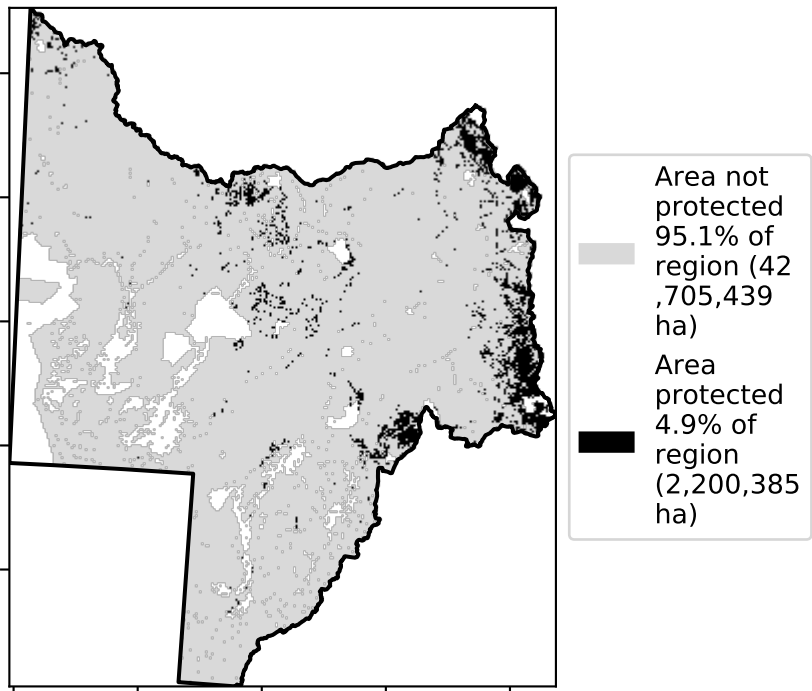 Area not
protected
95.1% of
region (42
,705,439
ha)
Area
protected
4.9% of
region
(2,200,385
ha)